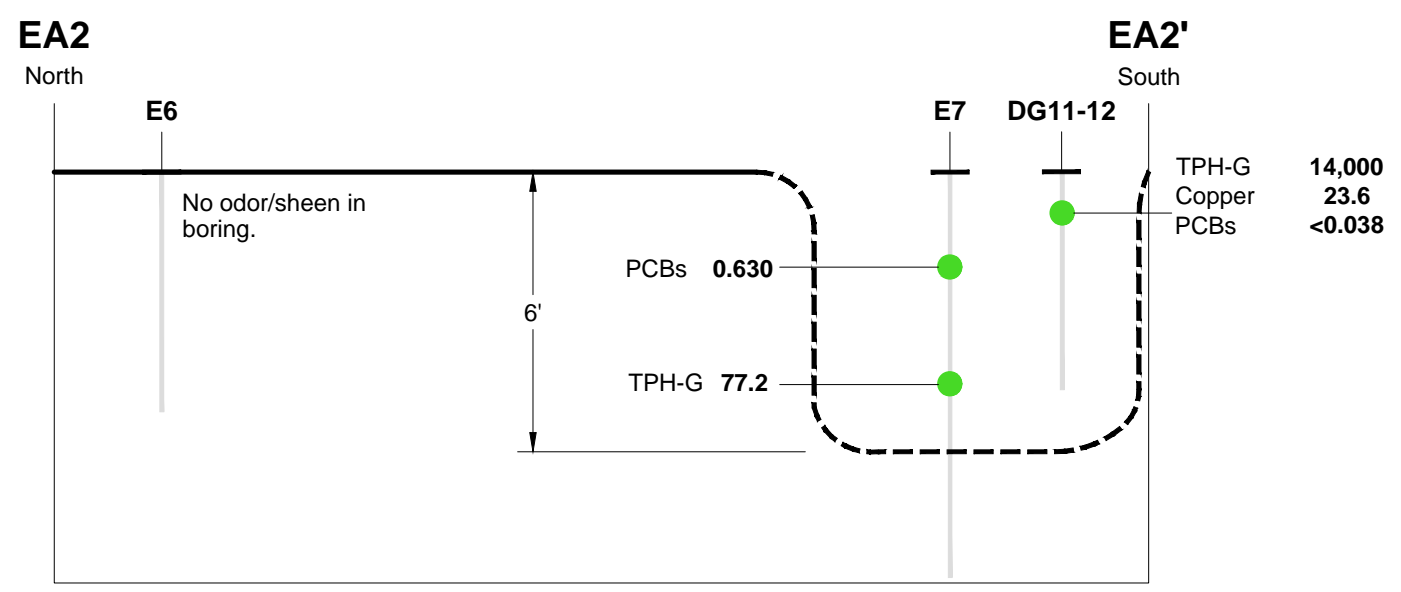 EA2
EA2'
North
South
E6
E7
DG11-12
TPH-G 14,000
Copper 23.6
PCBs <0.038
No odor/sheen in
boring.
PCBs 0.630
6'
TPH-G 77.2